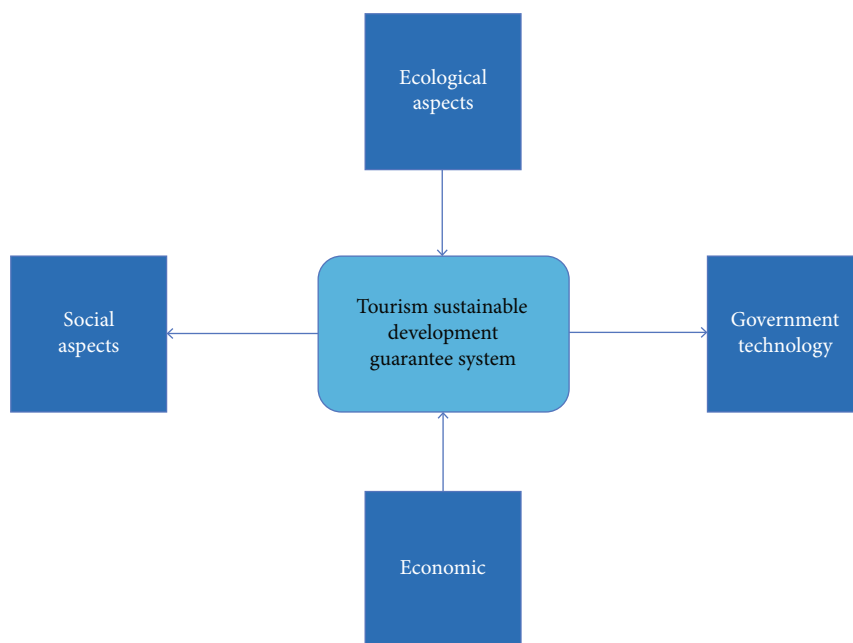 Ecological
aspects
Social
aspects
Tourism sustainable
development
guarantee system
Government
technology
Economic